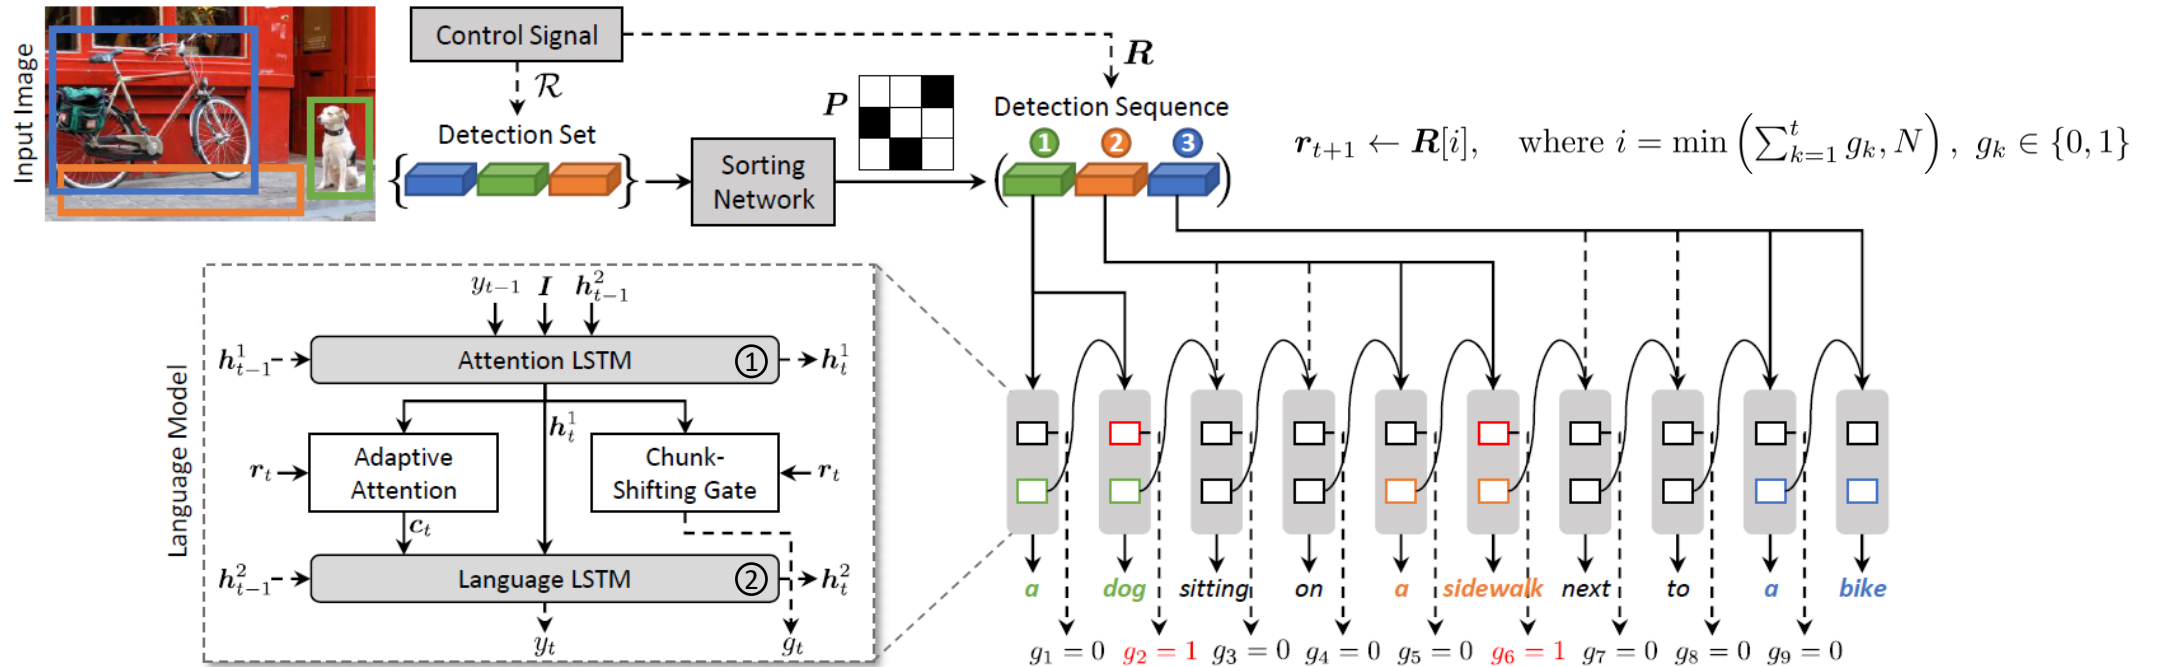 Input Image
Control Signal
𝓡
Detection Set
Sorting
Network
P
R
Detection Sequence
1 2 3
r_{t+1} ← R[i], where i = min (∑_{k=1}^{t} g_k, N), g_k ∈ {0, 1}
Language Model
y_{t−1} I h^2_{t−1}
h^1_{t−1} Attention LSTM 1 h^1_t
h^1_t
r_t Adaptive
Attention
Chunk-
Shifting Gate r_t
c_t
h^2_{t−1} Language LSTM 2 h^2_t
y_t g_t
a dog sitting on a sidewalk next to a bike
g_1 = 0 g_2 = 1 g_3 = 0 g_4 = 0 g_5 = 0 g_6 = 1 g_7 = 0 g_8 = 0 g_9 = 0